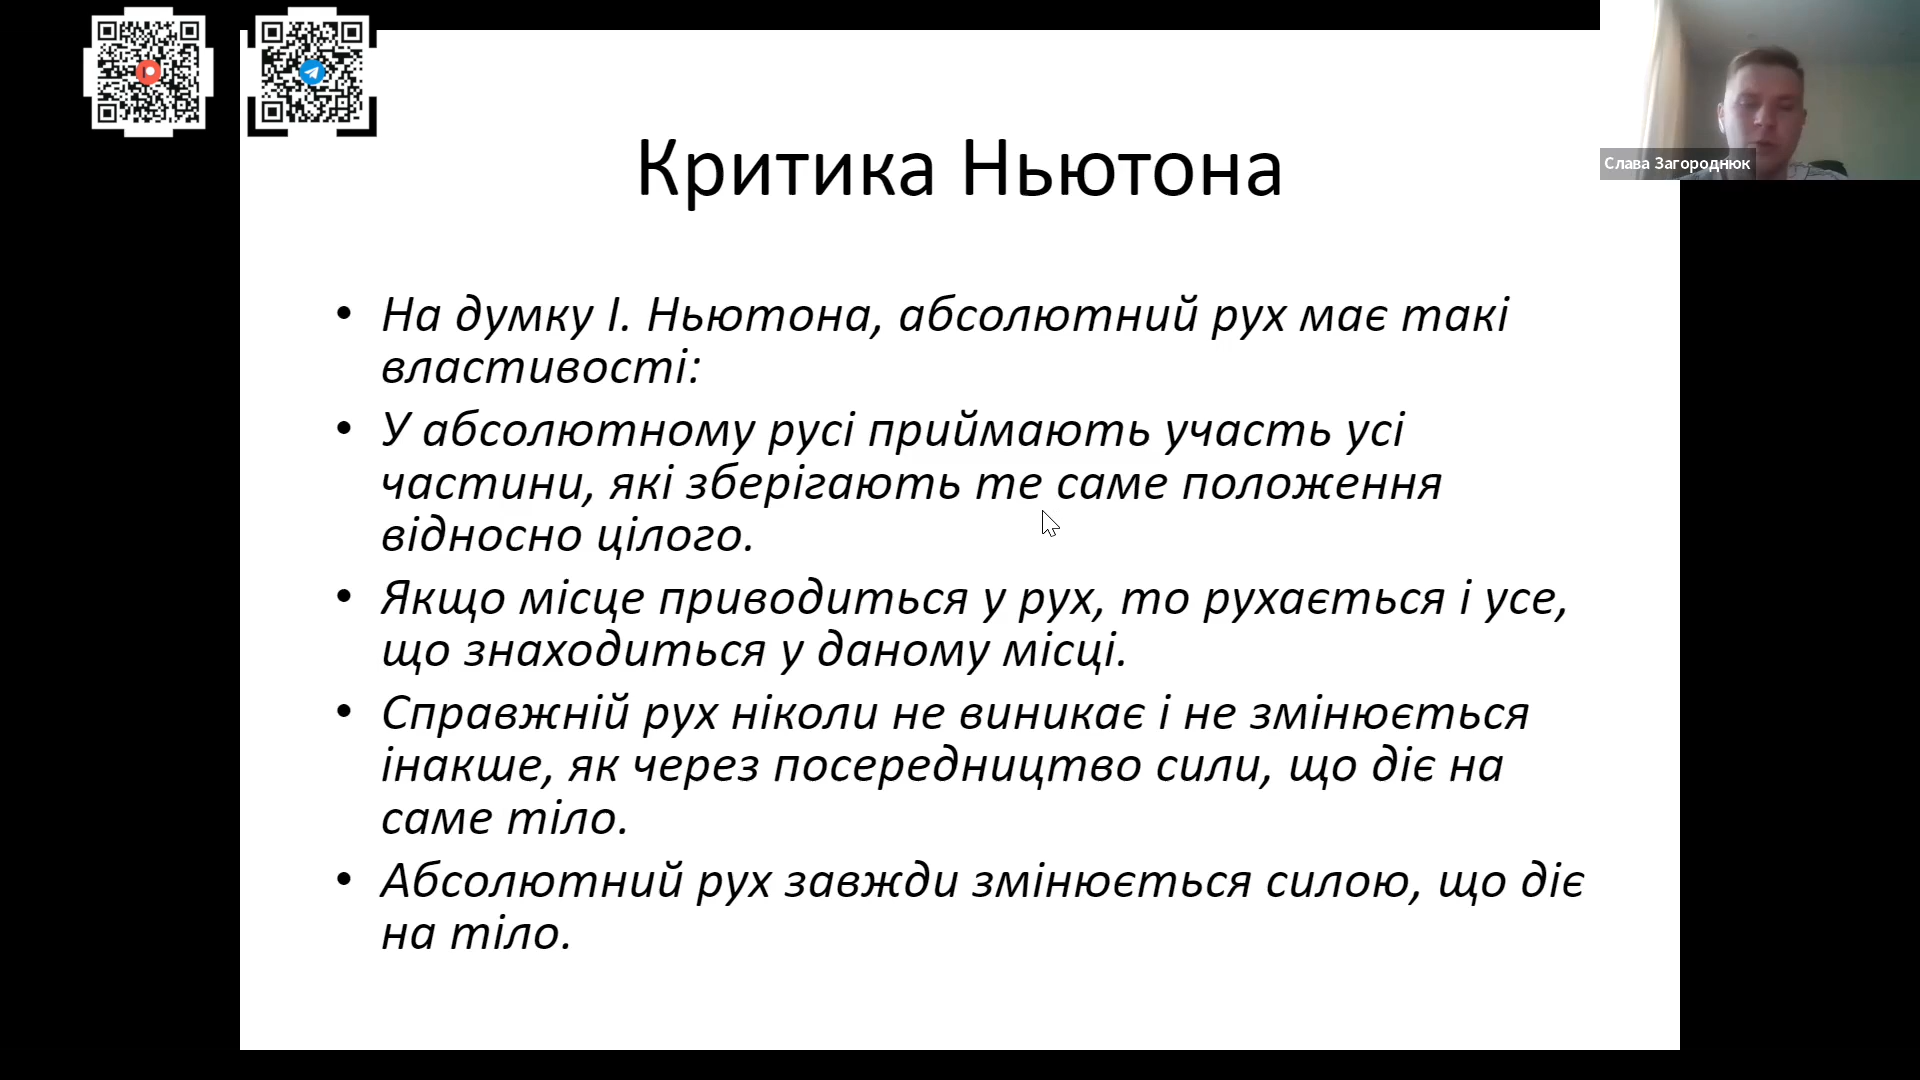 Слава Загороднюк
Критика Ньютона
• На думку І. Ньютона, абсолютний рух має такі
властивості:
• У абсолютному русі приймають участь усі
частини, які зберігають те саме положення
відносно цілого.
• Якщо місце приводиться у рух, то рухається і усе,
що знаходиться у даному місці.
• Справжній рух ніколи не виникає і не змінюється
інакше, як через посередництво сили, що діє на
саме тіло.
• Абсолютний рух завжди змінюється силою, що діє
на тіло.